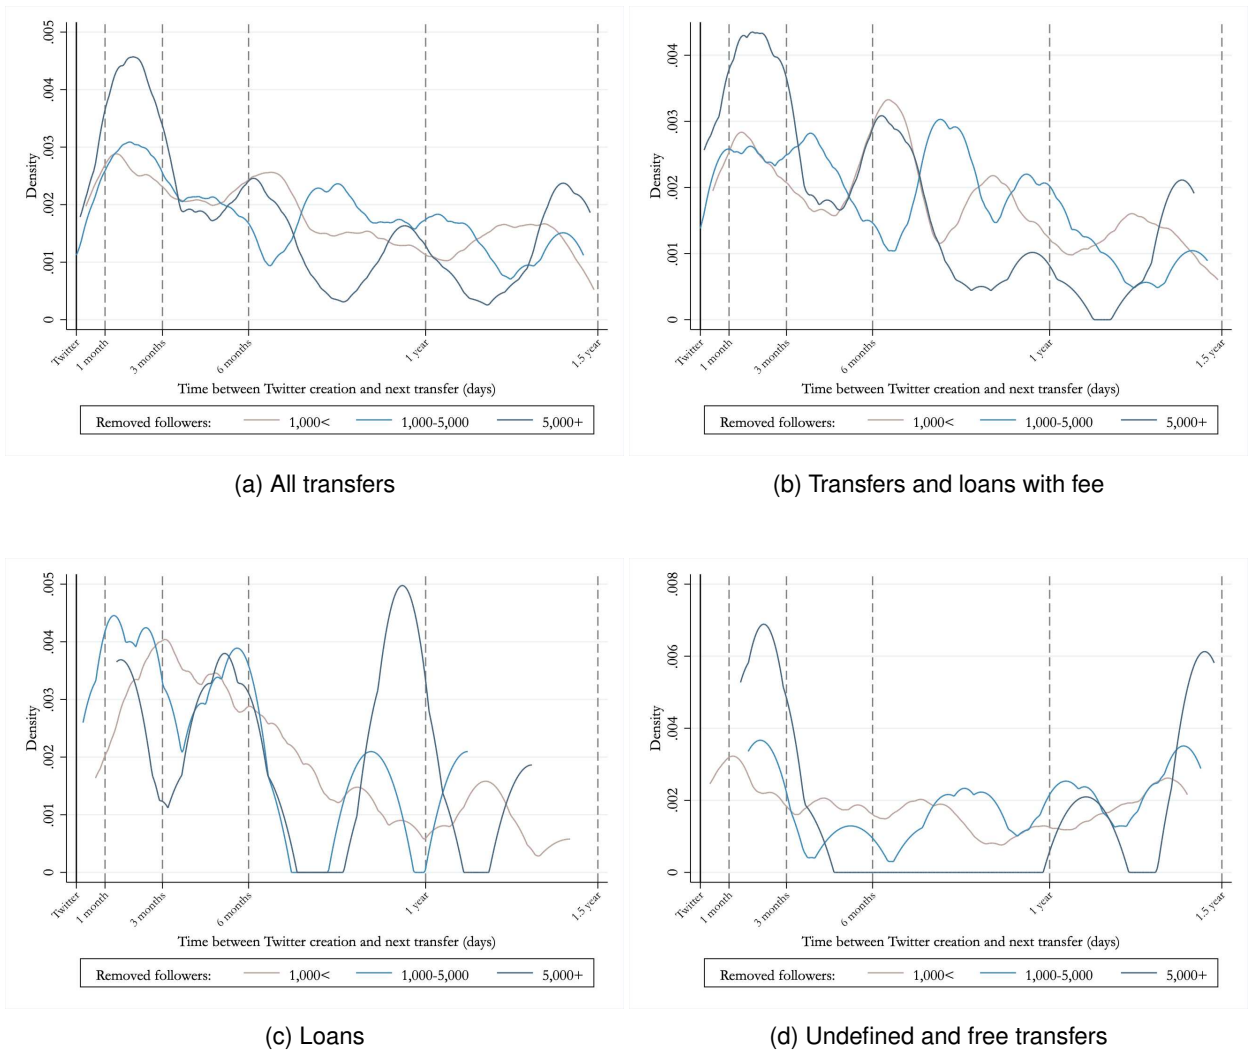 .005
.004
.003
.002
.001
0
Density
Twitter
1 month
3 months
6 months
1 year
1.5 year
Time between Twitter creation and next transfer (days)
Removed followers: 1,000< 1,000-5,000 5,000+
(a) All transfers
.004
.003
.002
.001
0
Density
Twitter
1 month
3 months
6 months
1 year
1.5 year
Time between Twitter creation and next transfer (days)
Removed followers: 1,000< 1,000-5,000 5,000+
(b) Transfers and loans with fee
.005
.004
.003
.002
.001
0
Density
Twitter
1 month
3 months
6 months
1 year
1.5 year
Time between Twitter creation and next transfer (days)
Removed followers: 1,000< 1,000-5,000 5,000+
(c) Loans
.008
.006
.004
.002
0
Density
Twitter
1 month
3 months
6 months
1 year
1.5 year
Time between Twitter creation and next transfer (days)
Removed followers: 1,000< 1,000-5,000 5,000+
(d) Undefined and free transfers